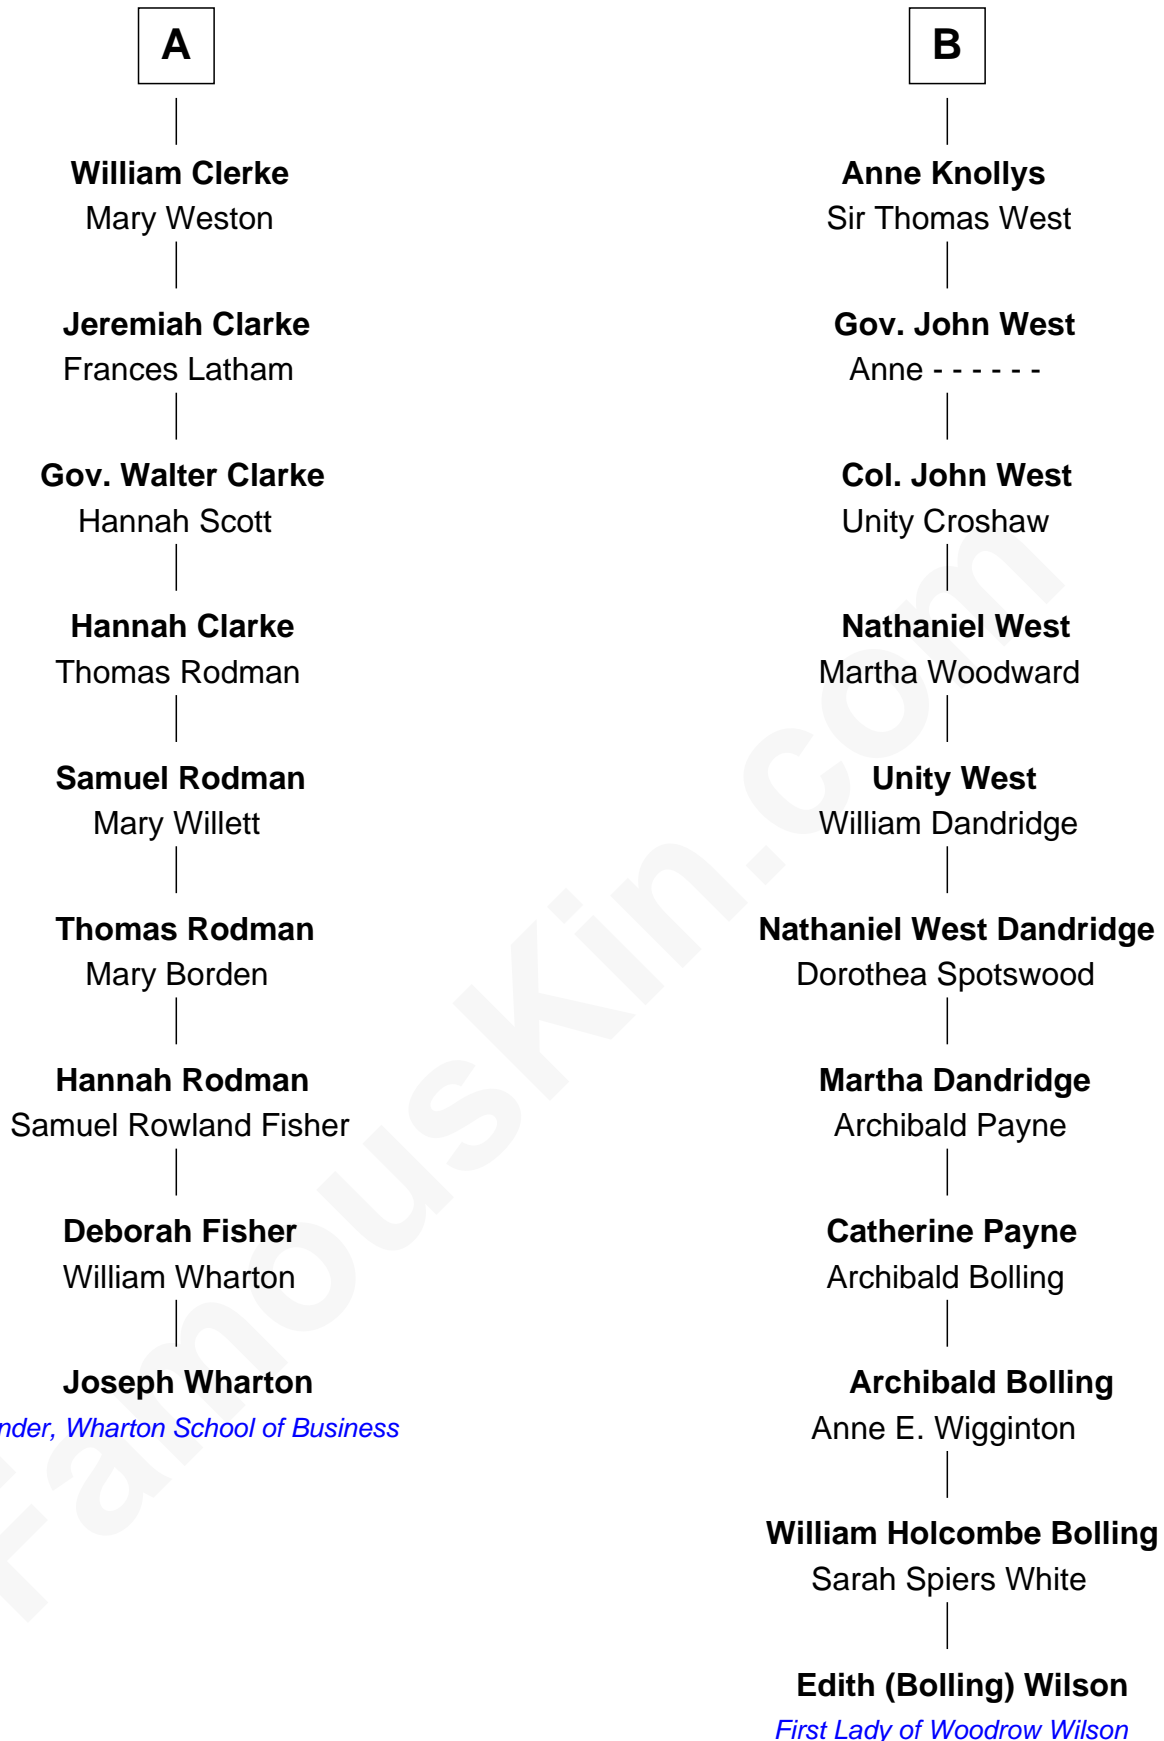 A
William Clerke
Mary Weston
Jeremiah Clarke
Frances Latham
Gov. Walter Clarke
Hannah Scott
Hannah Clarke
Thomas Rodman
Samuel Rodman
Mary Willett
Thomas Rodman
Mary Borden
Hannah Rodman
Samuel Rowland Fisher
Deborah Fisher
William Wharton
Joseph Wharton
nder, Wharton School of Business
B
Anne Knollys
Sir Thomas West
Gov. John West
Anne - - - - - -
Col. John West
Unity Croshaw
Nathaniel West
Martha Woodward
Unity West
William Dandridge
Nathaniel West Dandridge
Dorothea Spotswood
Martha Dandridge
Archibald Payne
Catherine Payne
Archibald Bolling
Archibald Bolling
Anne E. Wigginton
William Holcombe Bolling
Sarah Spiers White
Edith (Bolling) Wilson
First Lady of Woodrow Wilson
FamousKin.com